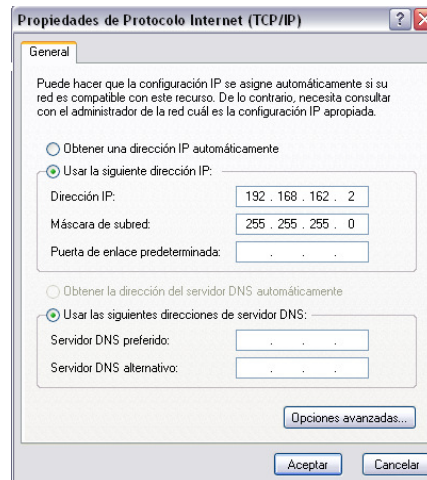 Propiedades de Protocolo Internet (TCP/IP)
General
Puede hacer que la configuración IP se asigne automáticamente si su
red es compatible con este recurso. De lo contrario, necesita consultar
con el administrador de la red cuál es la configuración IP apropiada.
Obtener una dirección IP automáticamente
Usar la siguiente dirección IP:
Dirección IP: 192 . 168 . 162 . 2
Máscara de subred: 255 . 255 . 255 . 0
Puerta de enlace predeterminada: . . .
Obtener la dirección del servidor DNS automáticamente
Usar las siguientes direcciones de servidor DNS:
Servidor DNS preferido: . . .
Servidor DNS alternativo: . . .
Opciones avanzadas...
Aceptar Cancelar